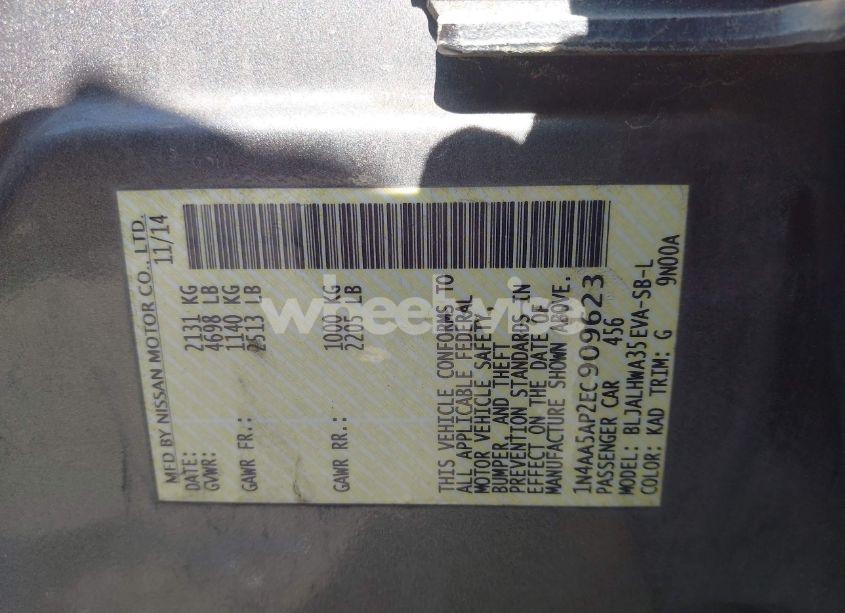 MFD BY NISSAN MOTOR CO., LTD.
DATE: 11/14
GVWR: 2131 KG
4698 LB
GAWR FR.: 1140 KG
2513 LB
GAWR RR.: 1000 KG
2205 LB
THIS VEHICLE CONFORMS TO
ALL APPLICABLE FEDERAL
MOTOR VEHICLE SAFETY,
BUMPER, AND THEFT
PREVENTION STANDARDS IN
EFFECT ON THE DATE OF
MANUFACTURE SHOWN ABOVE.
1N4AA5AP2EC909623
PASSENGER CAR 456
MODEL: BLJALHWA35EVA-SB-L
COLOR: KAD TRIM: G 9N00A
wheelwise